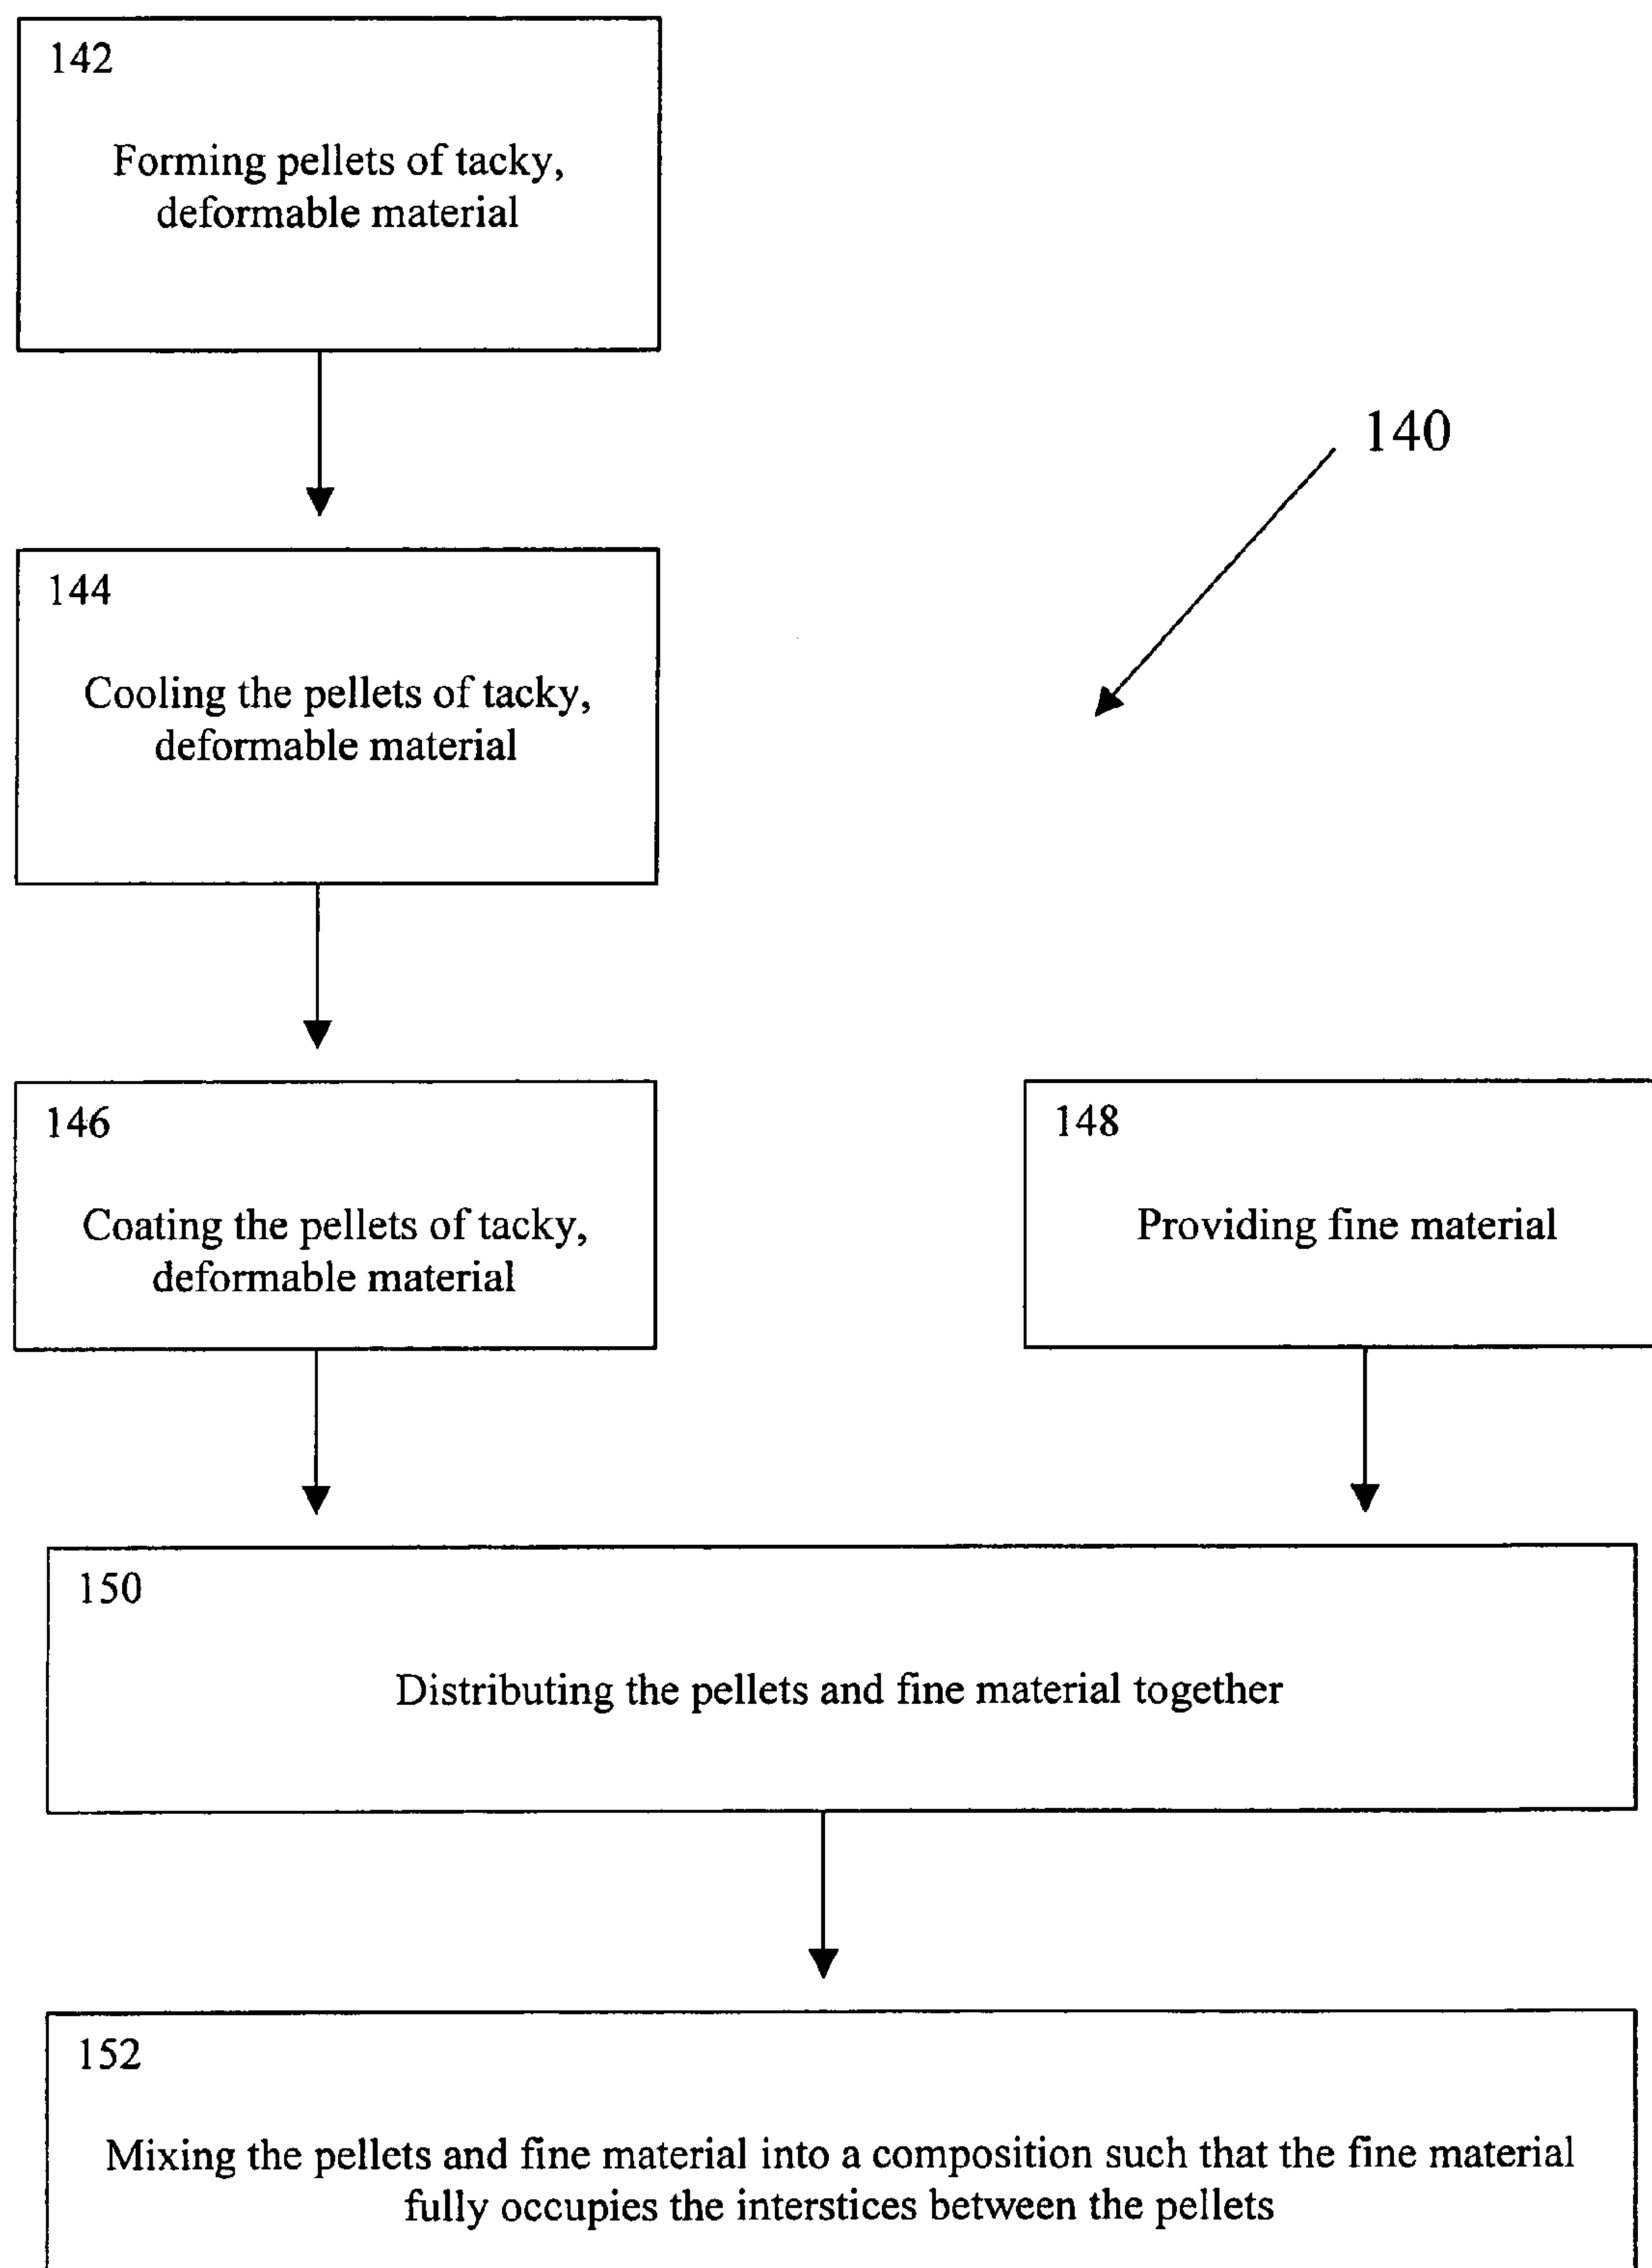 142
Forming pellets of tacky,
deformable material
140
144
Cooling the pellets of tacky,
deformable material
146
Coating the pellets of tacky,
deformable material
148
Providing fine material
150
Distributing the pellets and fine material together
152
Mixing the pellets and fine material into a composition such that the fine material
fully occupies the interstices between the pellets